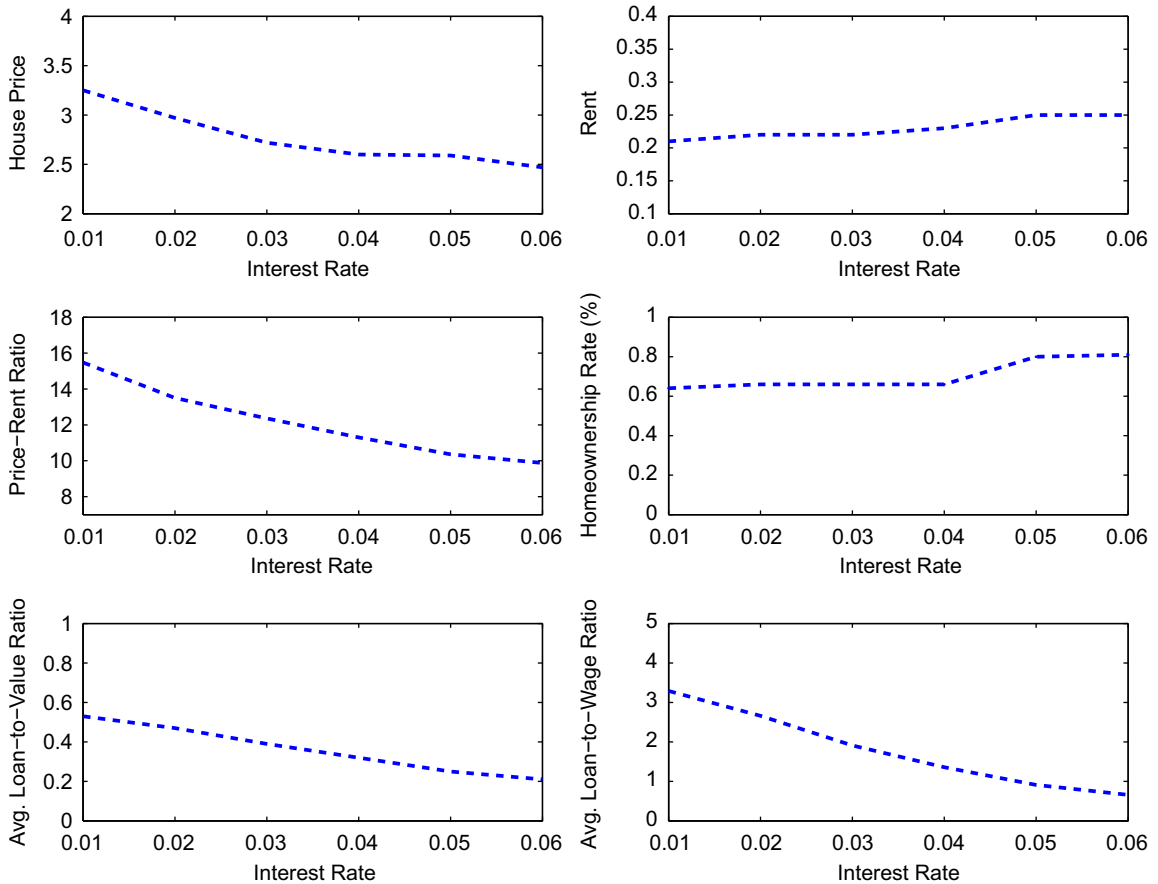 House Price
4
3.5
3
2.5
2
0.01 0.02 0.03 0.04 0.05 0.06
Interest Rate
Rent
0.4
0.35
0.3
0.25
0.2
0.15
0.1
0.01 0.02 0.03 0.04 0.05 0.06
Interest Rate
Price−Rent Ratio
18
16
14
12
10
8
0.01 0.02 0.03 0.04 0.05 0.06
Interest Rate
Homeownership Rate (%)
1
0.8
0.6
0.4
0.2
0
0.01 0.02 0.03 0.04 0.05 0.06
Interest Rate
Avg. Loan−to−Value Ratio
1
0.8
0.6
0.4
0.2
0
0.01 0.02 0.03 0.04 0.05 0.06
Interest Rate
Avg. Loan−to−Wage Ratio
5
4
3
2
1
0
0.01 0.02 0.03 0.04 0.05 0.06
Interest Rate